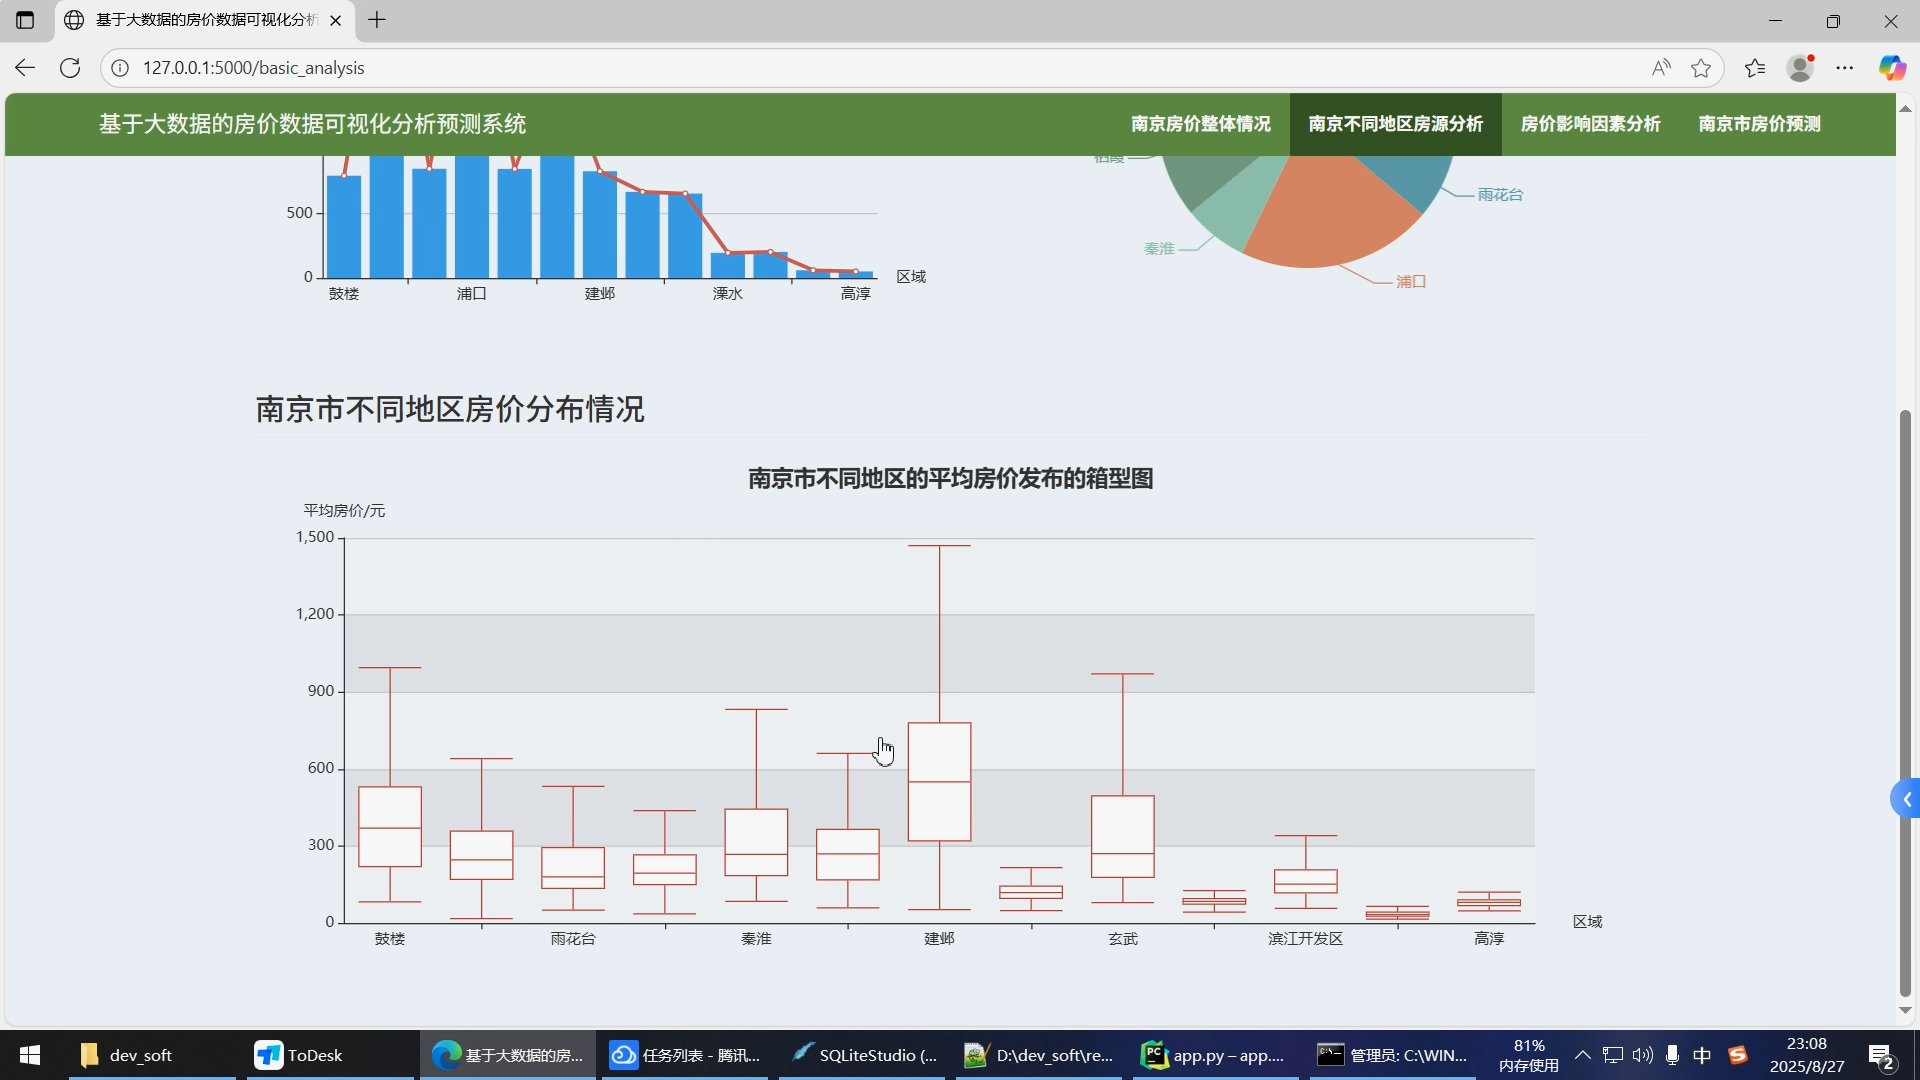 基于大数据的房价数据可视化分析
127.0.0.1:5000/basic_analysis
基于大数据的房价数据可视化分析预测系统
南京房价整体情况
南京不同地区房源分析
房价影响因素分析
南京市房价预测
500
0
鼓楼
浦口
建邺
溧水
高淳
区域
栖霞
雨花台
秦淮
浦口
南京市不同地区房价分布情况
南京市不同地区的平均房价发布的箱型图
平均房价/元
1,500
1,200
900
600
300
0
鼓楼
雨花台
秦淮
建邺
玄武
滨江开发区
高淳
区域
dev_soft
ToDesk
基于大数据的房...
任务列表 - 腾讯...
SQLiteStudio (...
D:\dev_soft\re...
app.py – app....
管理员: C:\WIN...
81%
内存使用
中
23:08
2025/8/27
2